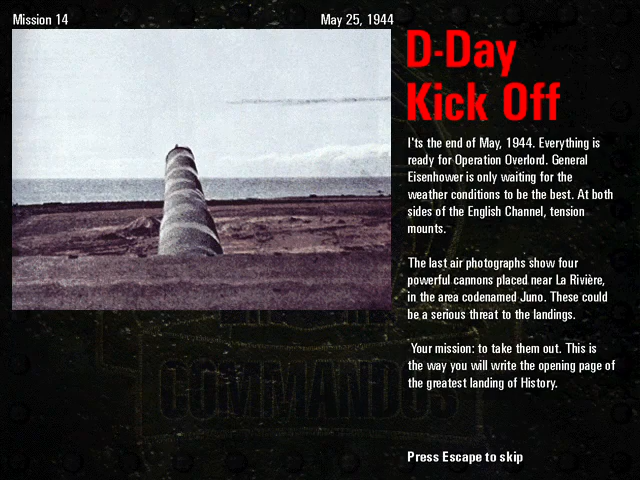 Mission 14
May 25, 1944
D-Day
Kick Off
I'ts the end of May, 1944. Everything is
ready for Operation Overlord. General
Eisenhower is only waiting for the
weather conditions to be the best. At both
sides of the English Channel, tension
mounts.
The last air photographs show four
powerful cannons placed near La Rivière,
in the area codenamed Juno. These could
be a serious threat to the landings.
Your mission: to take them out. This is
the way you will write the opening page of
the greatest landing of History.
COMMANDOS
Press Escape to skip